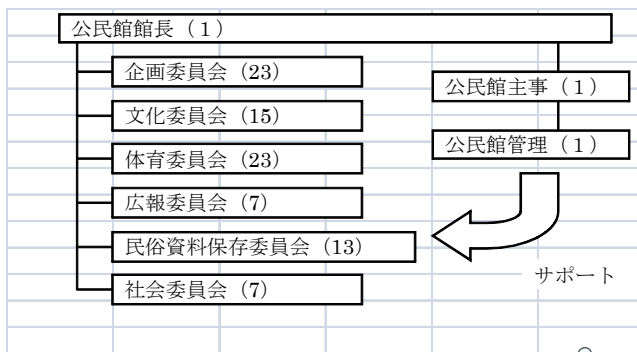 公民館館長（１）
企画委員会（23）
公民館主事（１）
文化委員会（15）
公民館管理（１）
体育委員会（23）
広報委員会（7）
民俗資料保存委員会（13）
サポート
社会委員会（7）